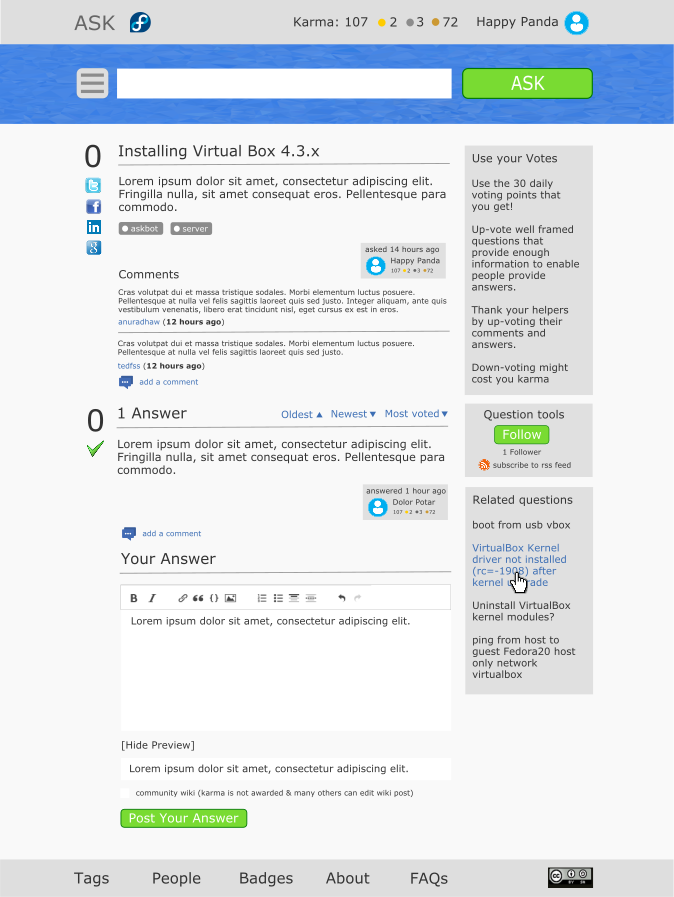 ASK
Karma: 107 2 3 72 Happy Panda
ASK
0
Installing Virtual Box 4.3.x
Lorem ipsum dolor sit amet, consectetur adipiscing elit.
Fringilla nulla, sit amet consequat eros. Pellentesque para
commodo.
askbot server
asked 14 hours ago
Happy Panda
107 2 3 72
Comments
Cras volutpat dui et massa tristique sodales. Morbi elementum luctus posuere.
Pellentesque at nulla vel felis sagittis laoreet quis sed justo. Integer aliquam, ante quis
vestibulum venenatis, libero erat tincidunt nisl, eget cursus ex est in eros.
anuradhaw (12 hours ago)
Cras volutpat dui et massa tristique sodales. Morbi elementum luctus posuere.
Pellentesque at nulla vel felis sagittis laoreet quis sed justo.
tedfss (12 hours ago)
add a comment
0
1 Answer
Oldest Newest Most voted
Lorem ipsum dolor sit amet, consectetur adipiscing elit.
Fringilla nulla, sit amet consequat eros. Pellentesque para
commodo.
answered 1 hour ago
Dolor Potar
107 2 3 72
add a comment
Your Answer
B I
Lorem ipsum dolor sit amet, consectetur adipiscing elit.
[Hide Preview]
Lorem ipsum dolor sit amet, consectetur adipiscing elit.
community wiki (karma is not awarded & many others can edit wiki post)
Post Your Answer
Use your Votes
Use the 30 daily
voting points that
you get!
Up-vote well framed
questions that
provide enough
information to enable
people provide
answers.
Thank your helpers
by up-voting their
comments and
answers.
Down-voting might
cost you karma
Question tools
Follow
1 Follower
subscribe to rss feed
Related questions
boot from usb vbox
VirtualBox Kernel
driver not installed
(rc=-1908) after
kernel
Uninstall VirtualBox
kernel modules?
ping from host to
guest Fedora20 host
only network
virtualbox
Tags People Badges About FAQs
cc
BY